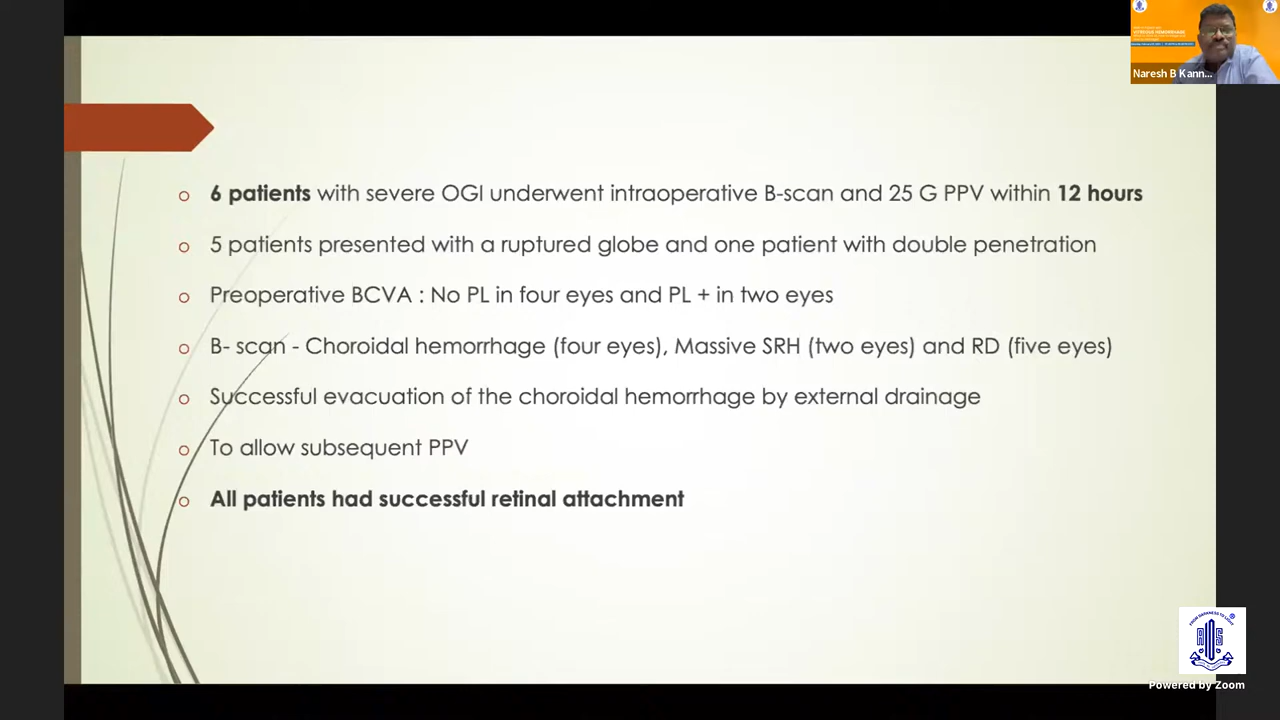 Naresh B Kann...
6 patients with severe OGI underwent intraoperative B-scan and 25 G PPV within 12 hours
5 patients presented with a ruptured globe and one patient with double penetration
Preoperative BCVA : No PL in four eyes and PL + in two eyes
B- scan - Choroidal hemorrhage (four eyes), Massive SRH (two eyes) and RD (five eyes)
Successful evacuation of the choroidal hemorrhage by external drainage
To allow subsequent PPV
All patients had successful retinal attachment
Powered by Zoom